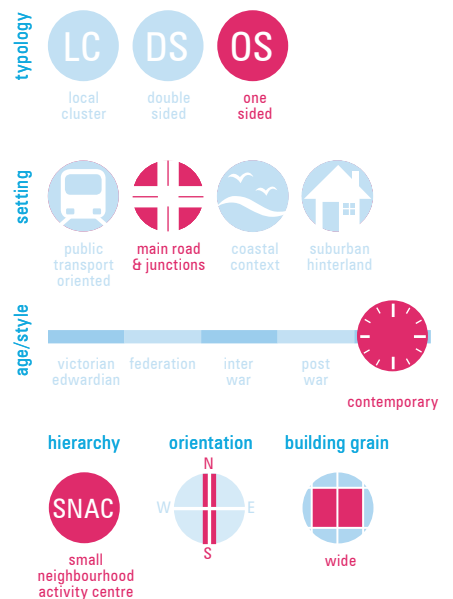 typology
LC
DS
OS
local
cluster
double
sided
one
sided
setting
public
transport
oriented
main road
& junctions
coastal
context
suburban
hinterland
age/style
victorian
edwardian
federation
inter
war
post
war
contemporary
hierarchy
orientation
building grain
SNAC
N
W
E
S
small
neighbourhood
activity centre
wide